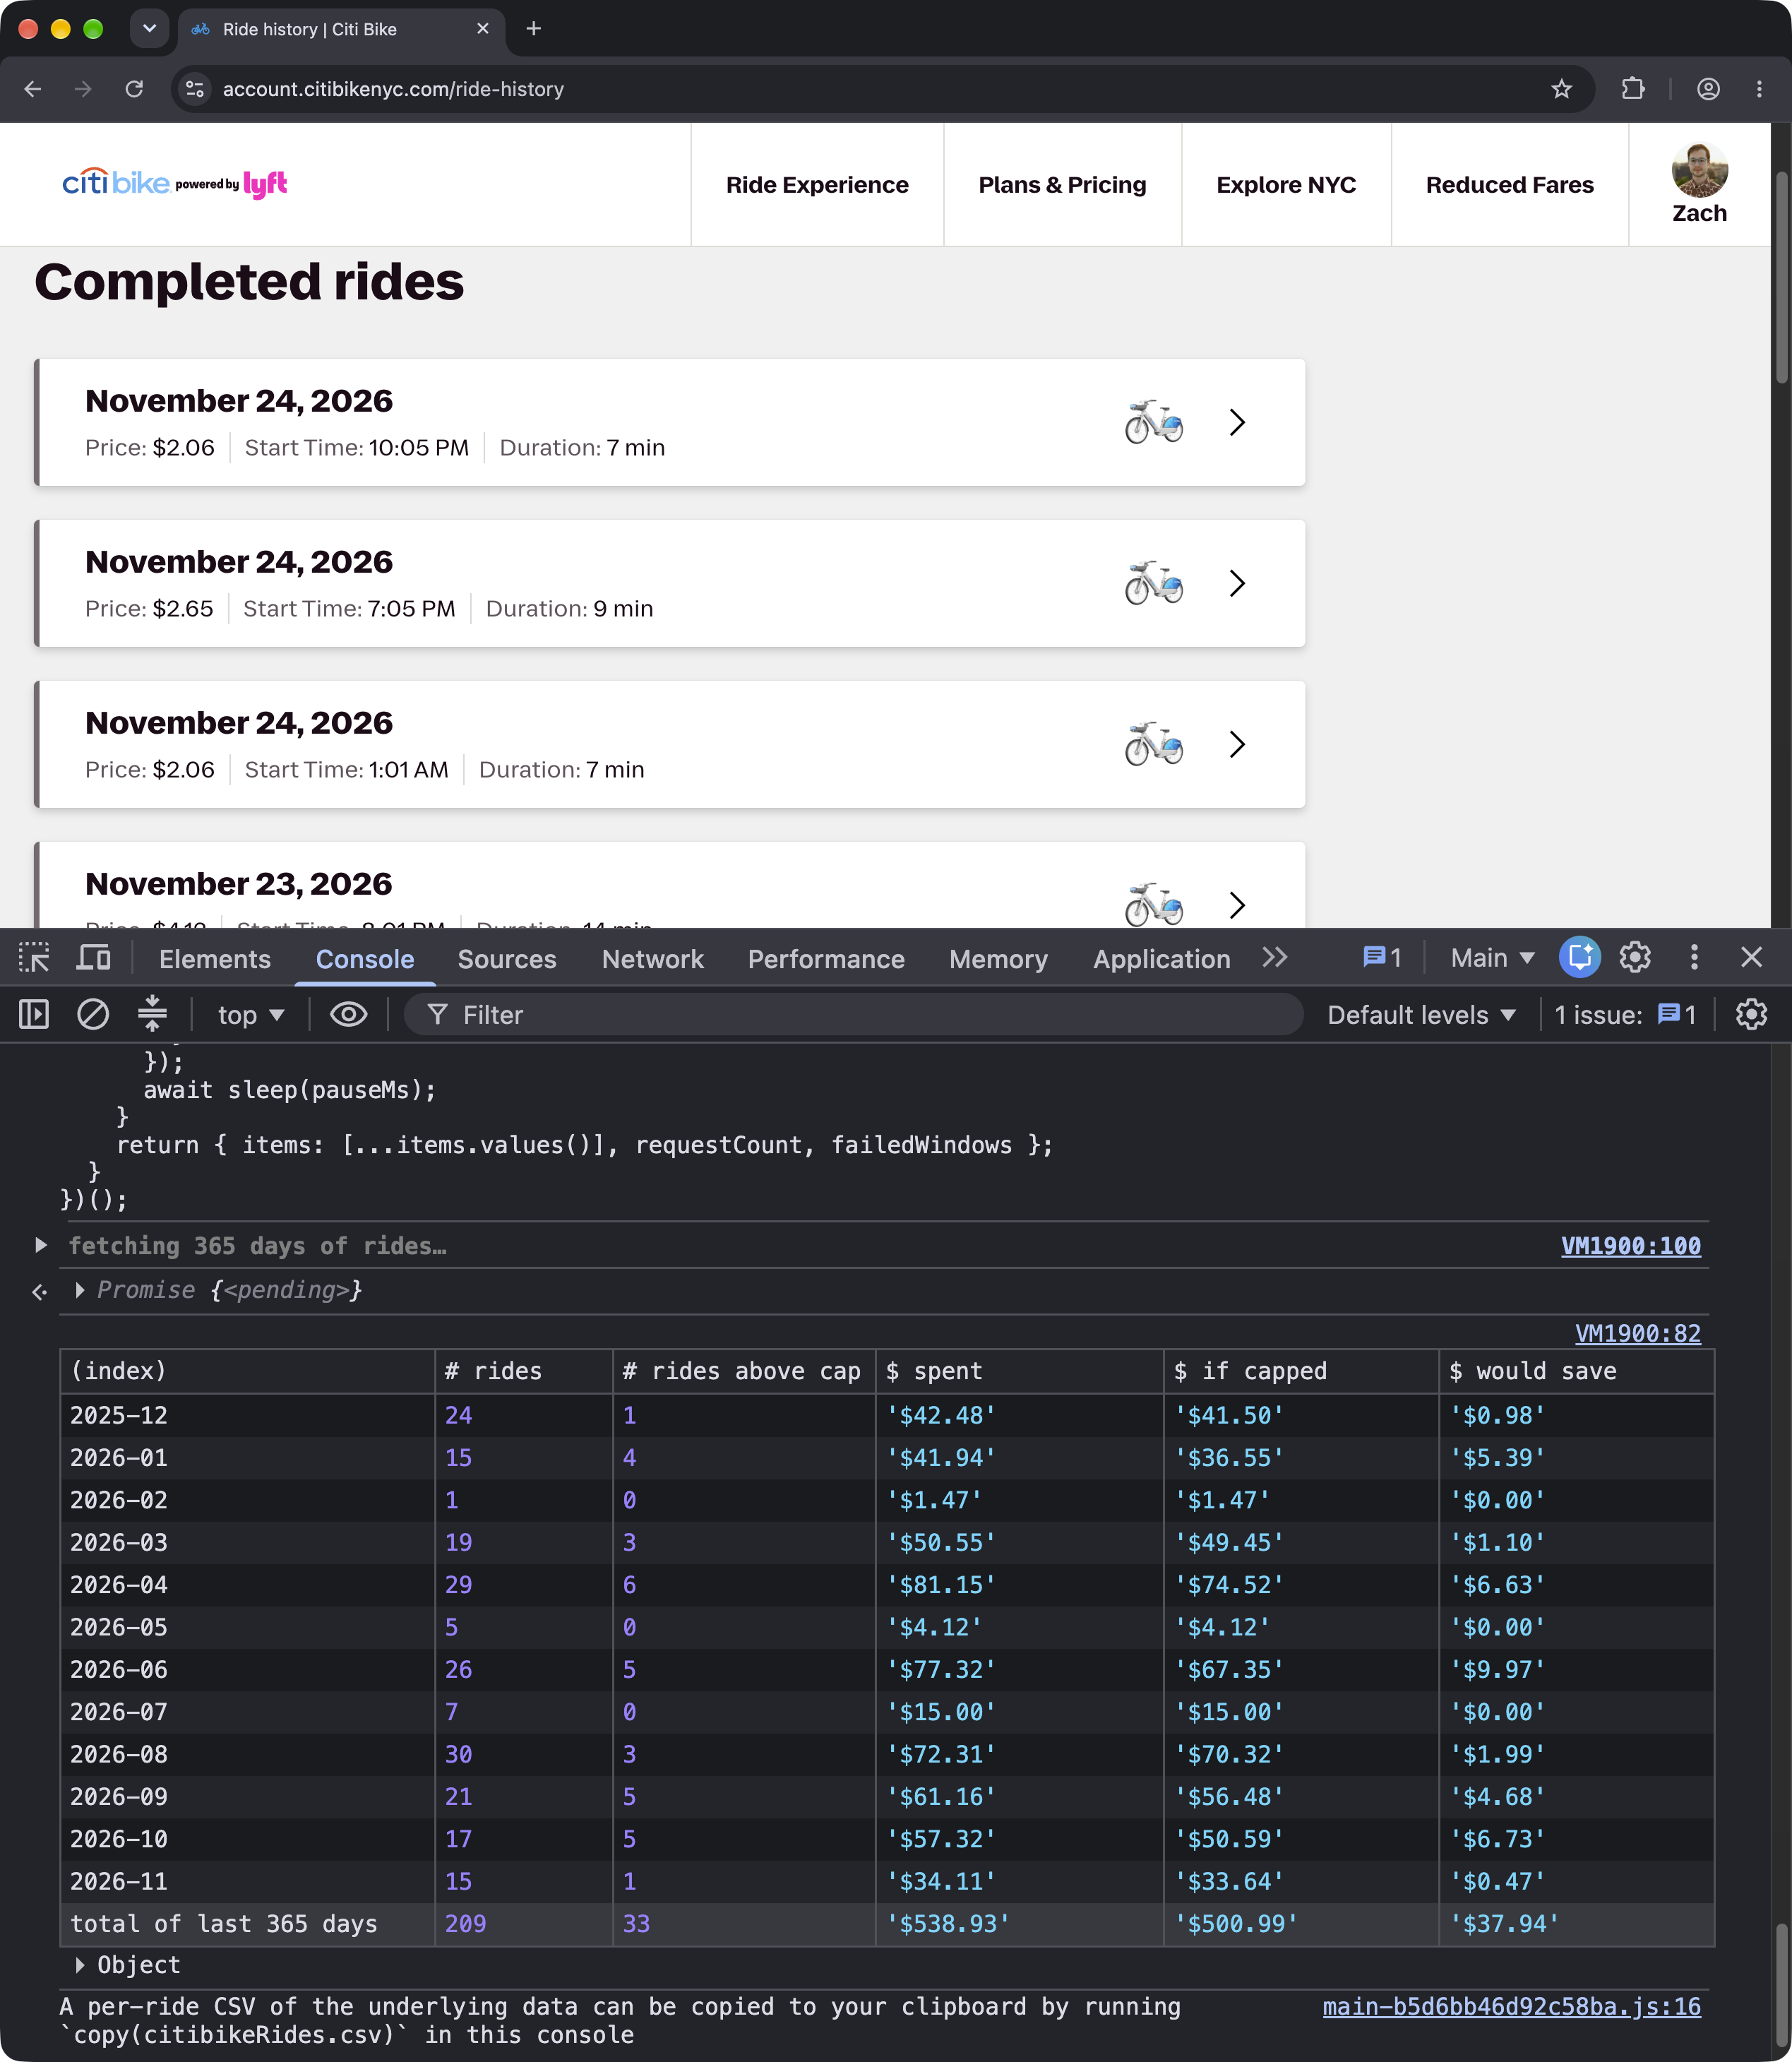 Ride history | Citi Bike
account.citibikenyc.com/ride-history
citi bike powered by lyft
Ride Experience
Plans & Pricing
Explore NYC
Reduced Fares
Zach
Completed rides
November 24, 2026
Price: $2.06 Start Time: 10:05 PM Duration: 7 min
November 24, 2026
Price: $2.65 Start Time: 7:05 PM Duration: 9 min
November 24, 2026
Price: $2.06 Start Time: 1:01 AM Duration: 7 min
November 23, 2026
Price: $4.12 Start Time: 8:01 PM Duration: 14 min
Elements Console Sources Network Performance Memory Application 1 Main
top Filter Default levels 1 issue: 1
});
await sleep(pauseMs);
}
return { items: [...items.values()], requestCount, failedWindows };
}
})();
fetching 365 days of rides… VM1900:100
Promise {<pending>}
VM1900:82
(index) # rides # rides above cap $ spent $ if capped $ would save
2025-12 24 1 '$42.48' '$41.50' '$0.98'
2026-01 15 4 '$41.94' '$36.55' '$5.39'
2026-02 1 0 '$1.47' '$1.47' '$0.00'
2026-03 19 3 '$50.55' '$49.45' '$1.10'
2026-04 29 6 '$81.15' '$74.52' '$6.63'
2026-05 5 0 '$4.12' '$4.12' '$0.00'
2026-06 26 5 '$77.32' '$67.35' '$9.97'
2026-07 7 0 '$15.00' '$15.00' '$0.00'
2026-08 30 3 '$72.31' '$70.32' '$1.99'
2026-09 21 5 '$61.16' '$56.48' '$4.68'
2026-10 17 5 '$57.32' '$50.59' '$6.73'
2026-11 15 1 '$34.11' '$33.64' '$0.47'
total of last 365 days 209 33 '$538.93' '$500.99' '$37.94'
Object
A per-ride CSV of the underlying data can be copied to your clipboard by running main-b5d6bb46d92c58ba.js:16
`copy(citibikeRides.csv)` in this console